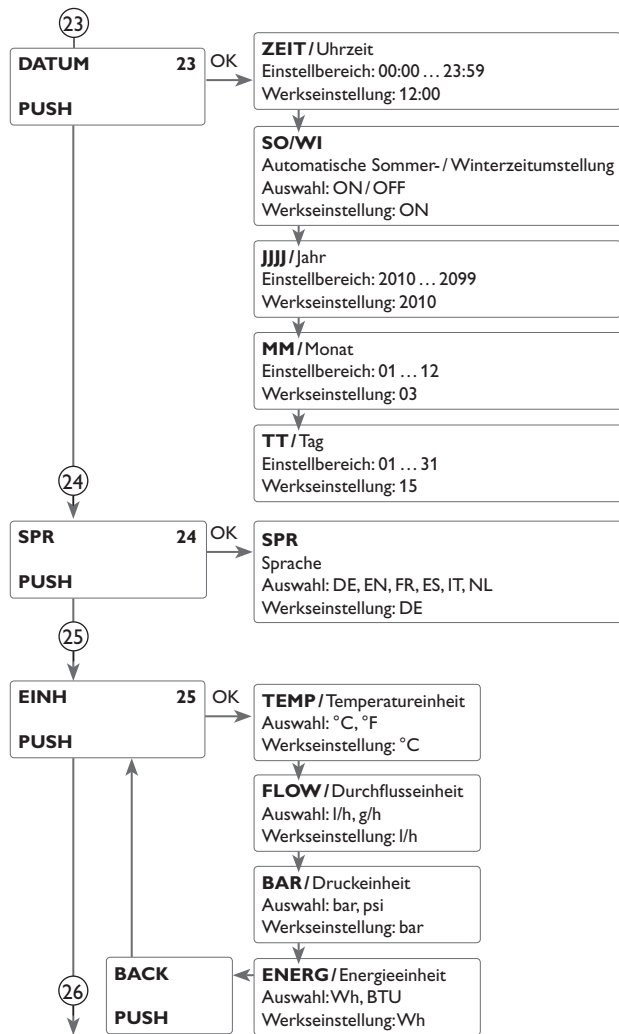 23
DATUM 23
PUSH
OK
ZEIT / Uhrzeit
Einstellbereich: 00:00 … 23:59
Werkseinstellung: 12:00
SO/WI
Automatische Sommer- / Winterzeitumstellung
Auswahl: ON / OFF
Werkseinstellung: ON
JJJJ / Jahr
Einstellbereich: 2010 … 2099
Werkseinstellung: 2010
MM / Monat
Einstellbereich: 01 … 12
Werkseinstellung: 03
TT / Tag
Einstellbereich: 01 … 31
Werkseinstellung: 15
24
SPR 24
PUSH
OK
SPR
Sprache
Auswahl: DE, EN, FR, ES, IT, NL
Werkseinstellung: DE
25
EINH 25
PUSH
OK
TEMP / Temperatureinheit
Auswahl: °C, °F
Werkseinstellung: °C
FLOW / Durchflusseinheit
Auswahl: l/h, g/h
Werkseinstellung: l/h
BAR / Druckeinheit
Auswahl: bar, psi
Werkseinstellung: bar
ENERG / Energieeinheit
Auswahl: Wh, BTU
Werkseinstellung: Wh
BACK
PUSH
26